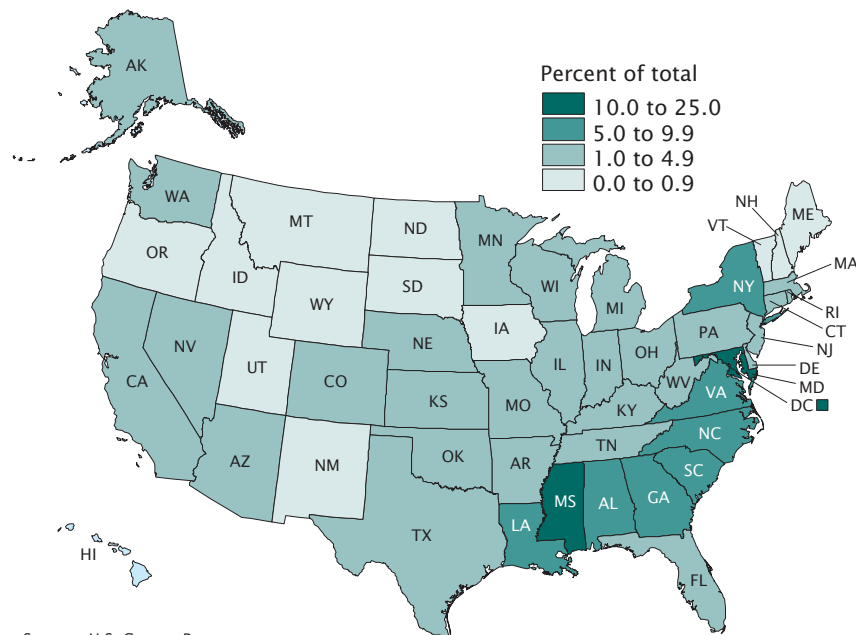 AK
Percent of total
10.0 to 25.0
5.0 to 9.9
1.0 to 4.9
0.0 to 0.9
WA
MT
ND
MN
NH
ME
VT
OR
ID
SD
WI
NY
MA
WY
MI
RI
IA
PA
CT
NV
NE
IL
IN
OH
NJ
UT
CO
DE
CA
KS
MO
WV
VA
MD
KY
DC
AZ
NM
OK
AR
TN
NC
SC
MS
AL
GA
TX
LA
HI
FL